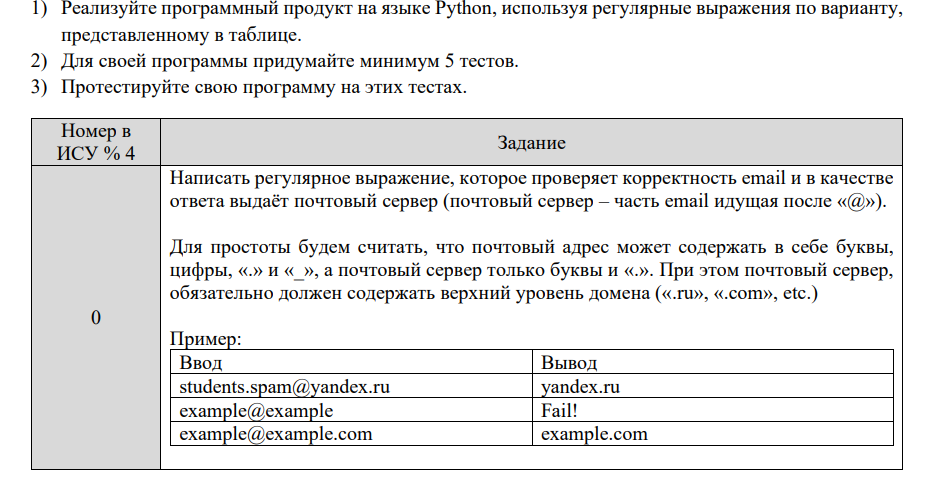 1) Реализуйте программный продукт на языке Python, используя регулярные выражения по варианту,
представленному в таблице.
2) Для своей программы придумайте минимум 5 тестов.
3) Протестируйте свою программу на этих тестах.
Номер в
ИСУ % 4
Задание
0
Написать регулярное выражение, которое проверяет корректность email и в качестве
ответа выдаёт почтовый сервер (почтовый сервер – часть email идущая после «@»).
Для простоты будем считать, что почтовый адрес может содержать в себе буквы,
цифры, «.» и «_», а почтовый сервер только буквы и «.». При этом почтовый сервер,
обязательно должен содержать верхний уровень домена («.ru», «.com», etc.)
Пример:
Ввод Вывод
students.spam@yandex.ru yandex.ru
example@example Fail!
example@example.com example.com